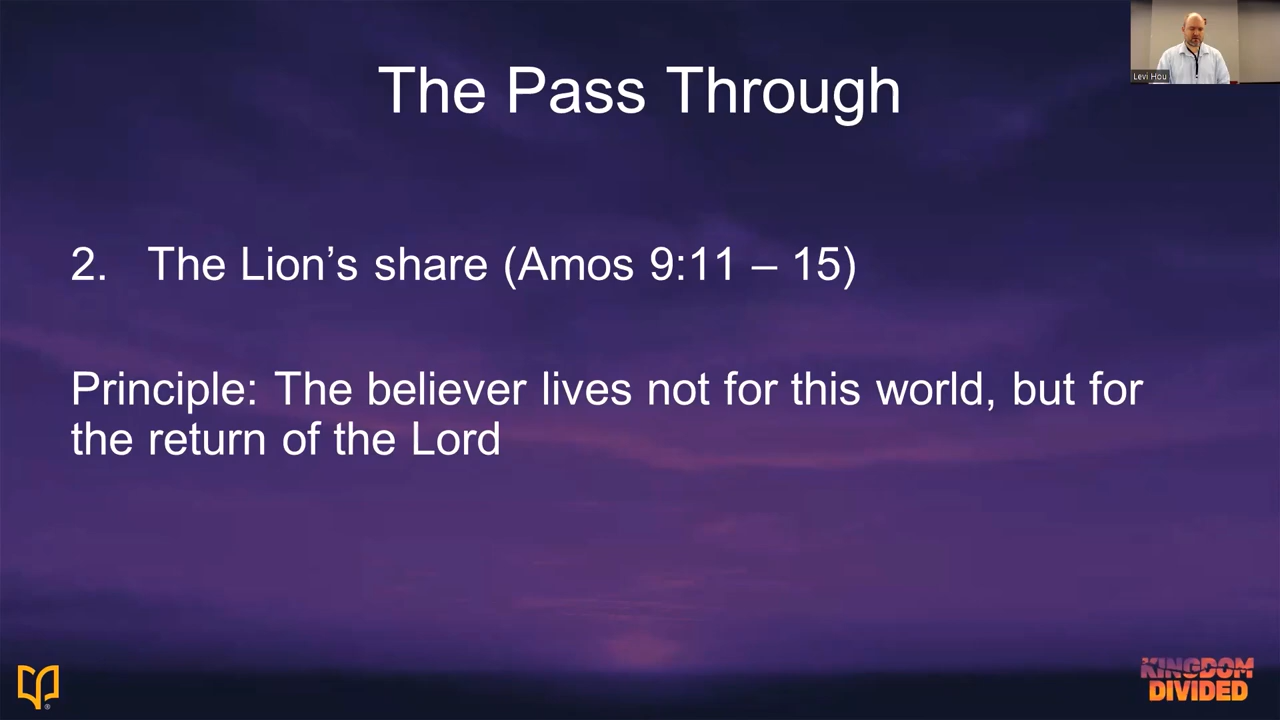 Levi Hou
The Pass Through
2. The Lion’s share (Amos 9:11 – 15)
Principle: The believer lives not for this world, but for
the return of the Lord
KINGDOM
DIVIDED